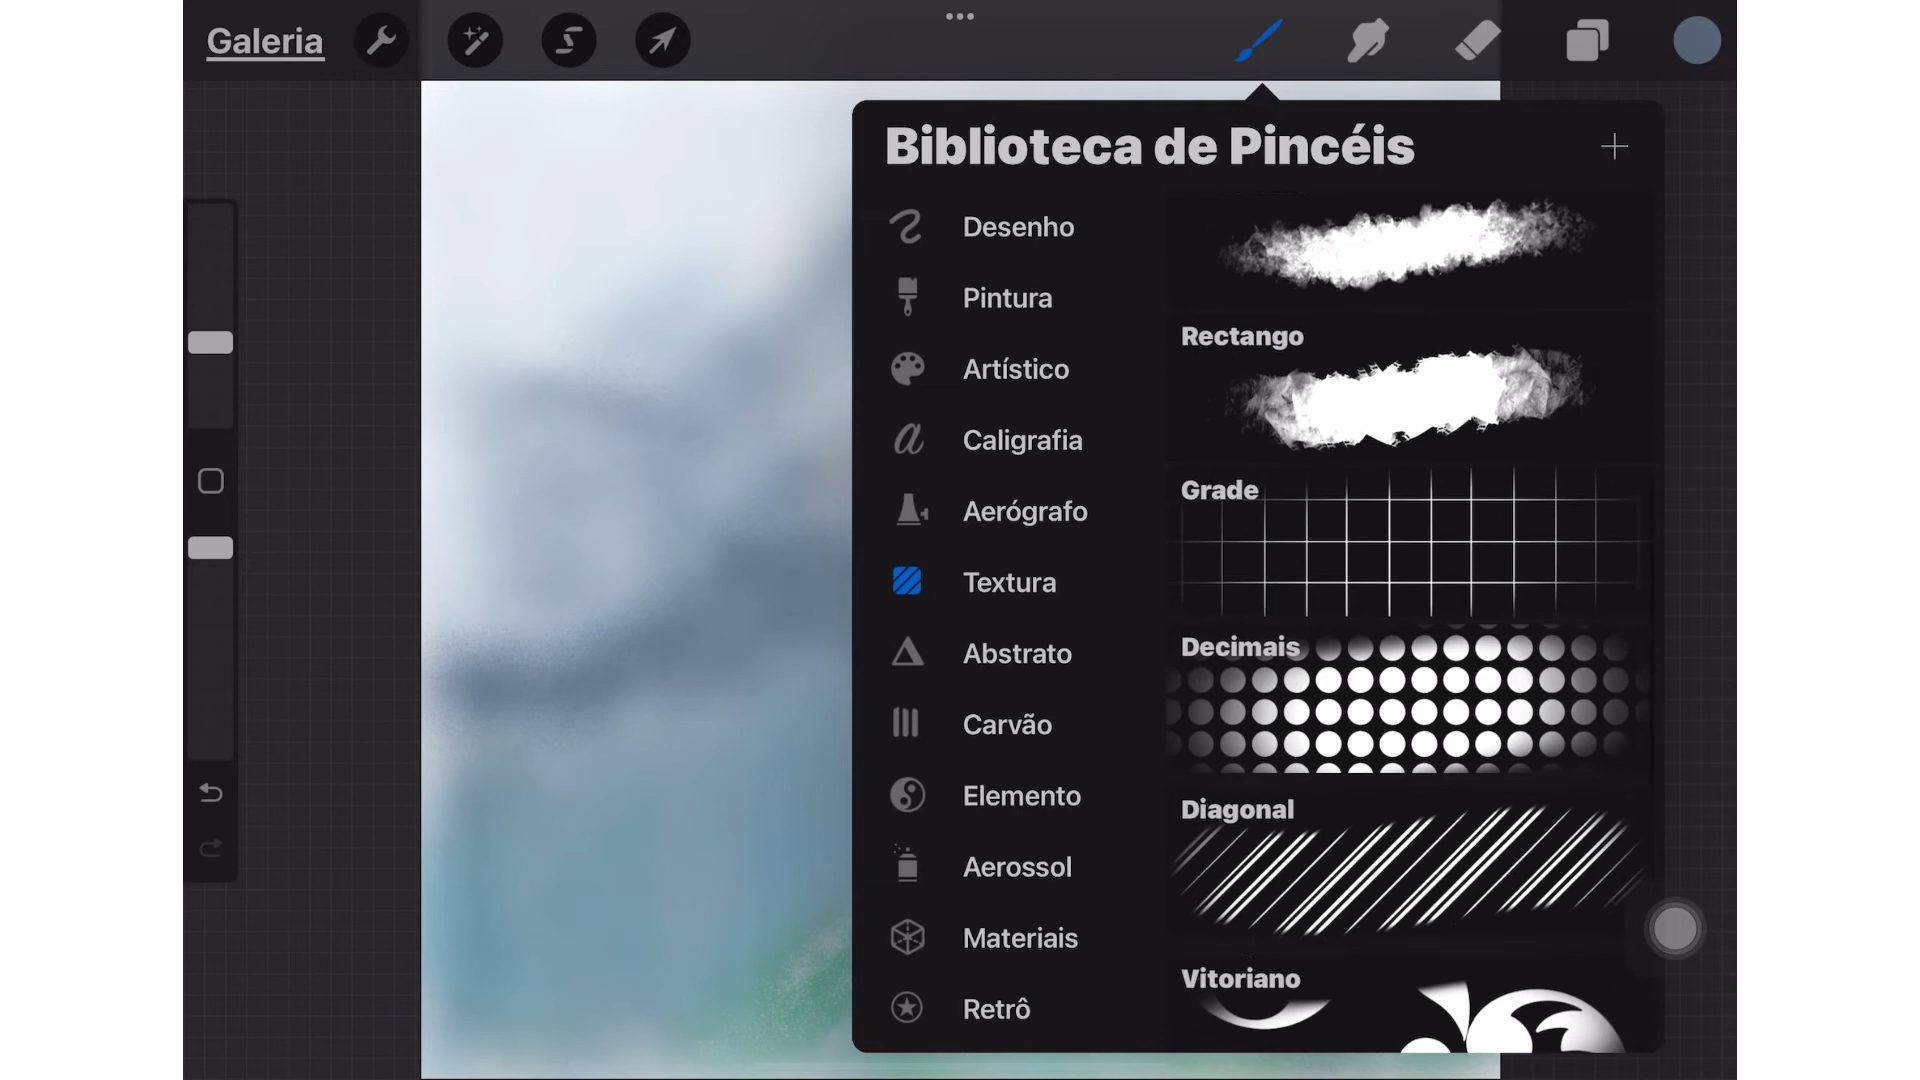 Galeria
Biblioteca de Pincéis
Desenho
Pintura
Artístico
Caligrafia
Aerógrafo
Textura
Abstrato
Carvão
Elemento
Aerossol
Materiais
Retrô
Rectango
Grade
Decimais
Diagonal
Vitoriano